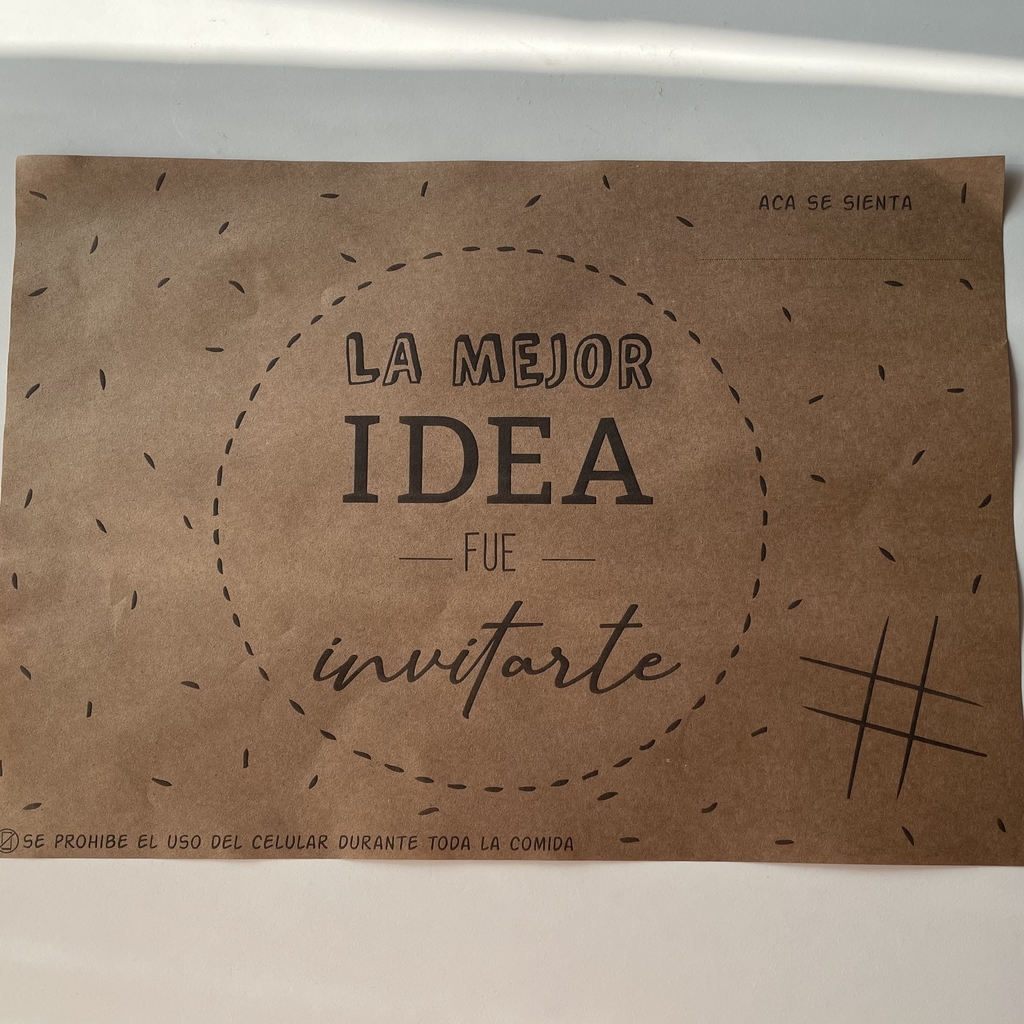 ACA SE SIENTA
LA MEJOR
IDEA
FUE
invitarte
SE PROHIBE EL USO DEL CELULAR DURANTE TODA LA COMIDA